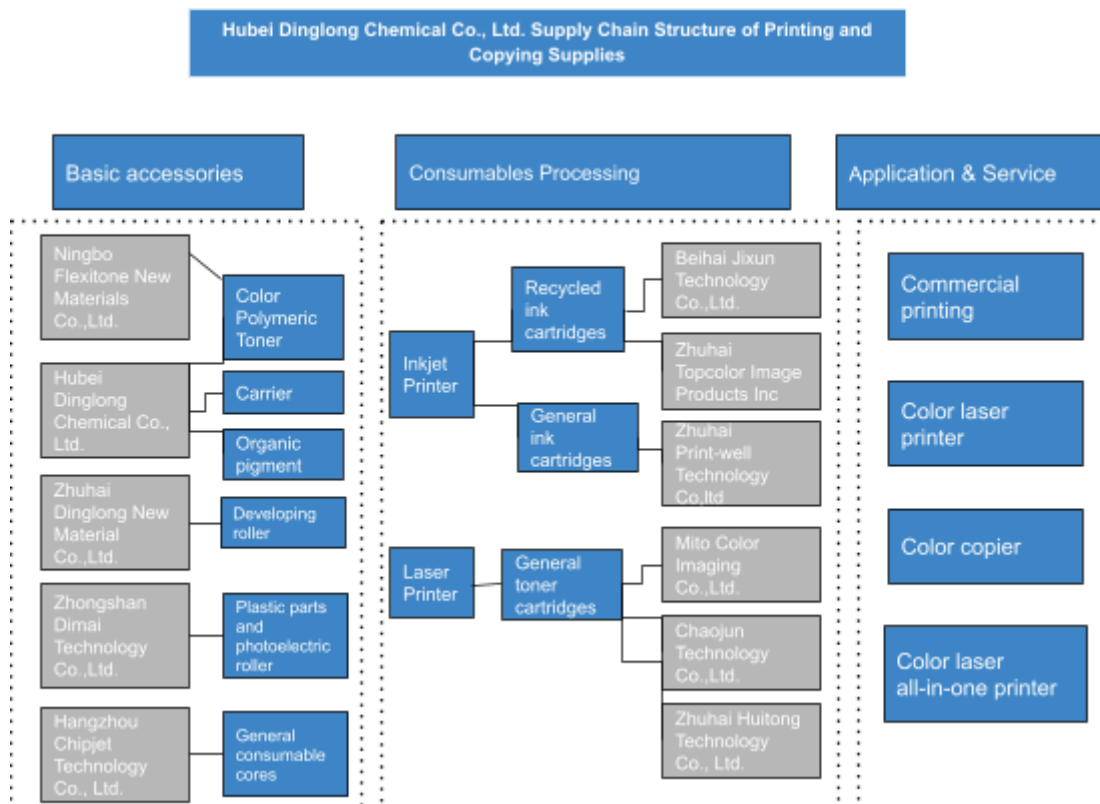 Hubei Dinglong Chemical Co., Ltd. Supply Chain Structure of Printing and
Copying Supplies
Basic accessories
Consumables Processing
Application & Service
Ningbo
Flexitone New
Materials
Co.,Ltd.
Color
Polymeric
Toner
Hubei
Dinglong
Chemical Co.,
Ltd.
Carrier
Organic
pigment
Zhuhai
Dinglong New
Material
Co.,Ltd.
Developing
roller
Zhongshan
Dimai
Technology
Co.,Ltd.
Plastic parts
and
photoelectric
roller
Hangzhou
Chipjet
Technology
Co., Ltd.
General
consumable
cores
Inkjet
Printer
Recycled
ink
cartridges
General
ink
cartridges
Beihai Jixun
Technology
Co.,Ltd.
Zhuhai
Topcolor Image
Products Inc
Zhuhai
Print-well
Technology
Co,ltd
Laser
Printer
General
toner
cartridges
Mito Color
Imaging
Co.,Ltd.
Chaojun
Technology
Co.,Ltd.
Zhuhai Huitong
Technology
Co.,Ltd.
Commercial
printing
Color laser
printer
Color copier
Color laser
all-in-one printer